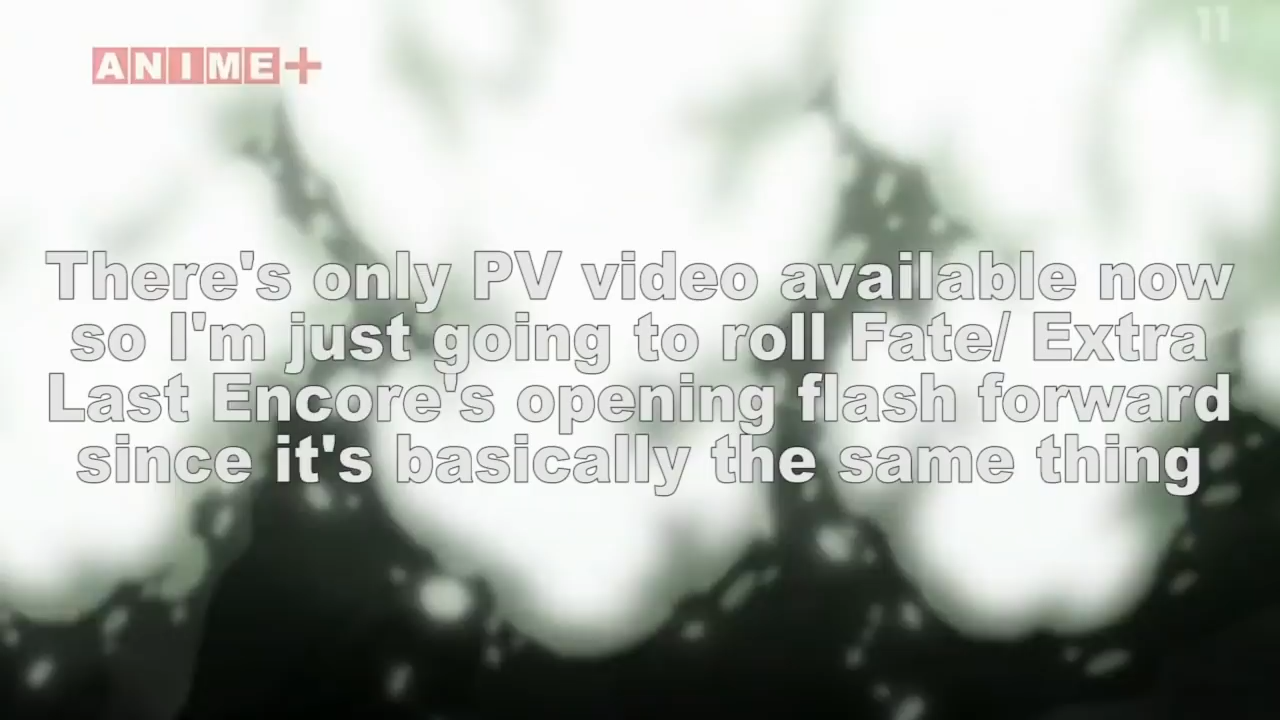 ANIME+
11
There's only PV video available now
so I'm just going to roll Fate/ Extra
Last Encore's opening flash forward
since it's basically the same thing